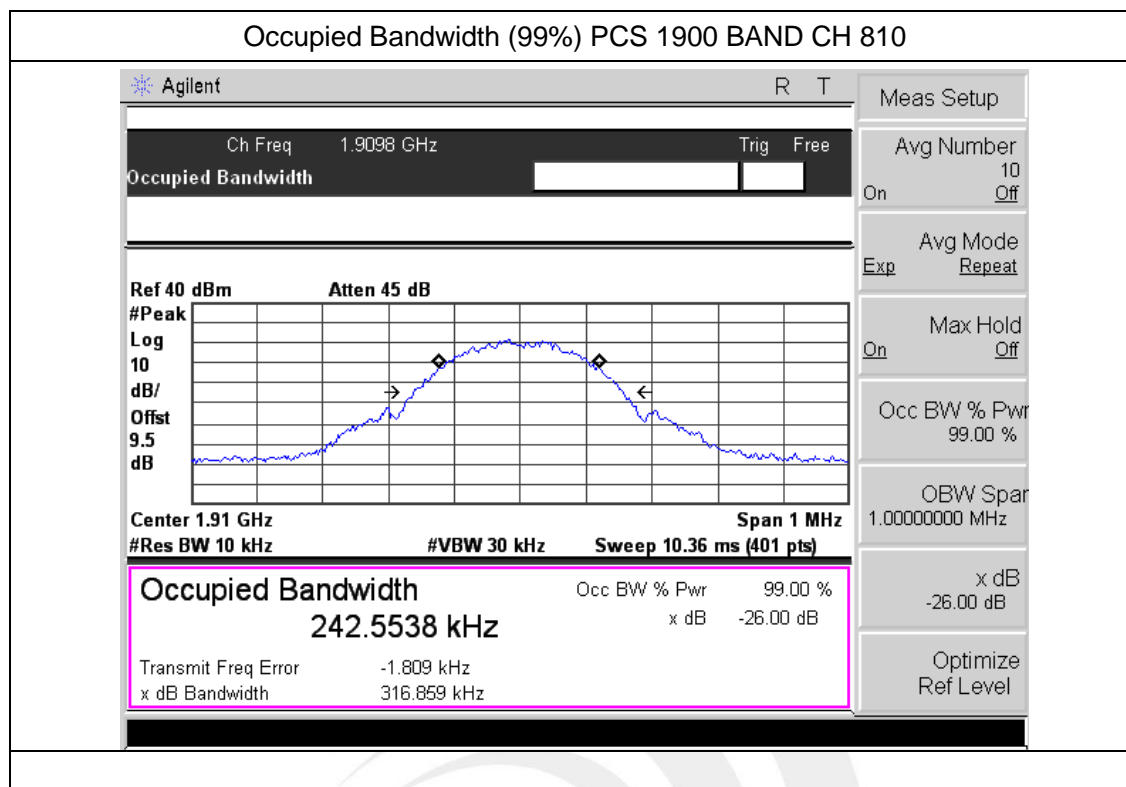 Occupied Bandwidth (99%) PCS 1900 BAND CH 810
Agilent R T
Ch Freq 1.9098 GHz Trig Free
Occupied Bandwidth
Ref 40 dBm Atten 45 dB
#Peak
Log
10
dB/
Offst
9.5
dB
Center 1.91 GHz Span 1 MHz
#Res BW 10 kHz #VBW 30 kHz Sweep 10.36 ms (401 pts)
Occupied Bandwidth
242.5538 kHz
Occ BW % Pwr 99.00 %
x dB -26.00 dB
Transmit Freq Error -1.809 kHz
x dB Bandwidth 316.859 kHz
Meas Setup
Avg Number
10
On Off
Avg Mode
Exp Repeat
Max Hold
On Off
Occ BW % Pwr
99.00 %
OBW Span
1.00000000 MHz
x dB
-26.00 dB
Optimize
Ref Level